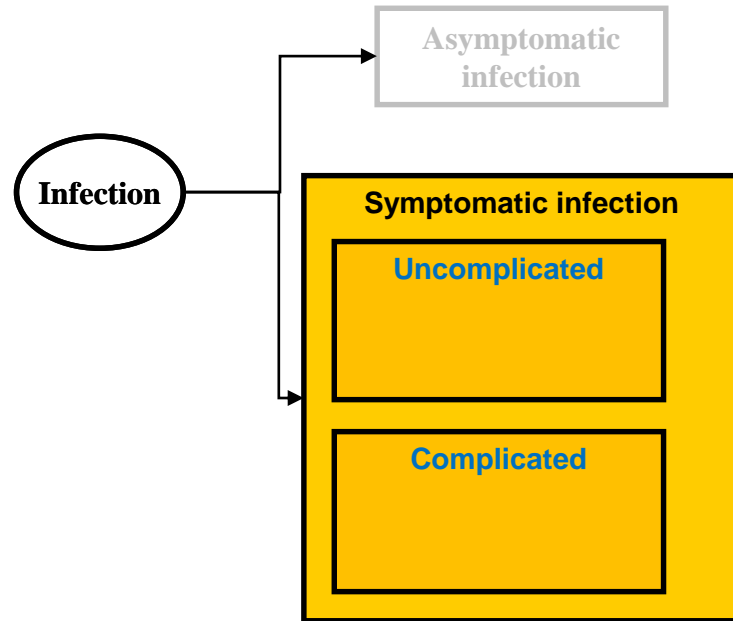 Asymptomatic
infection
Infection
Symptomatic infection
Uncomplicated
Complicated